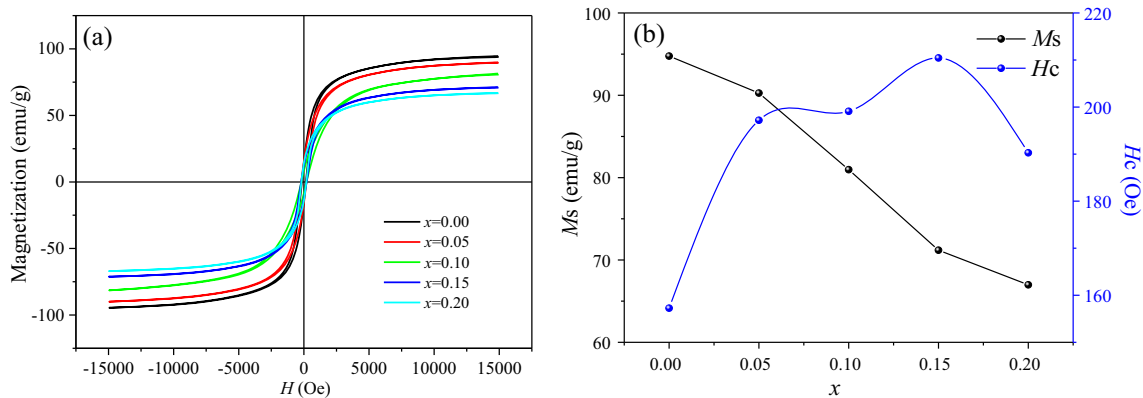 (a)
100
50
0
-50
-100
Magnetization (emu/g)
x=0.00
x=0.05
x=0.10
x=0.15
x=0.20
-15000 -10000 -5000 0 5000 10000 15000
H (Oe)
(b)
100
90
80
70
60
Ms (emu/g)
Ms
Hc
220
200
180
160
Hc (Oe)
0.00 0.05 0.10 0.15 0.20
x